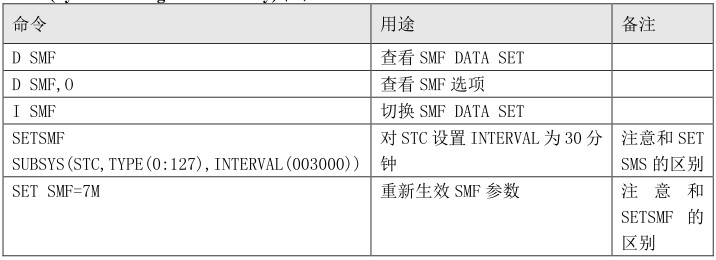 命令 用途 备注
D SMF 查看 SMF DATA SET
D SMF,O 查看 SMF 选项
I SMF 切换 SMF DATA SET
SETSMF
SUBSYS(STC,TYPE(0:127),INTERVAL(003000))
对 STC 设置 INTERVAL 为 30 分
钟
注意和 SET
SMS 的区别
SET SMF=7M 重新生效 SMF 参数
注意和
SETSMF 的
区别